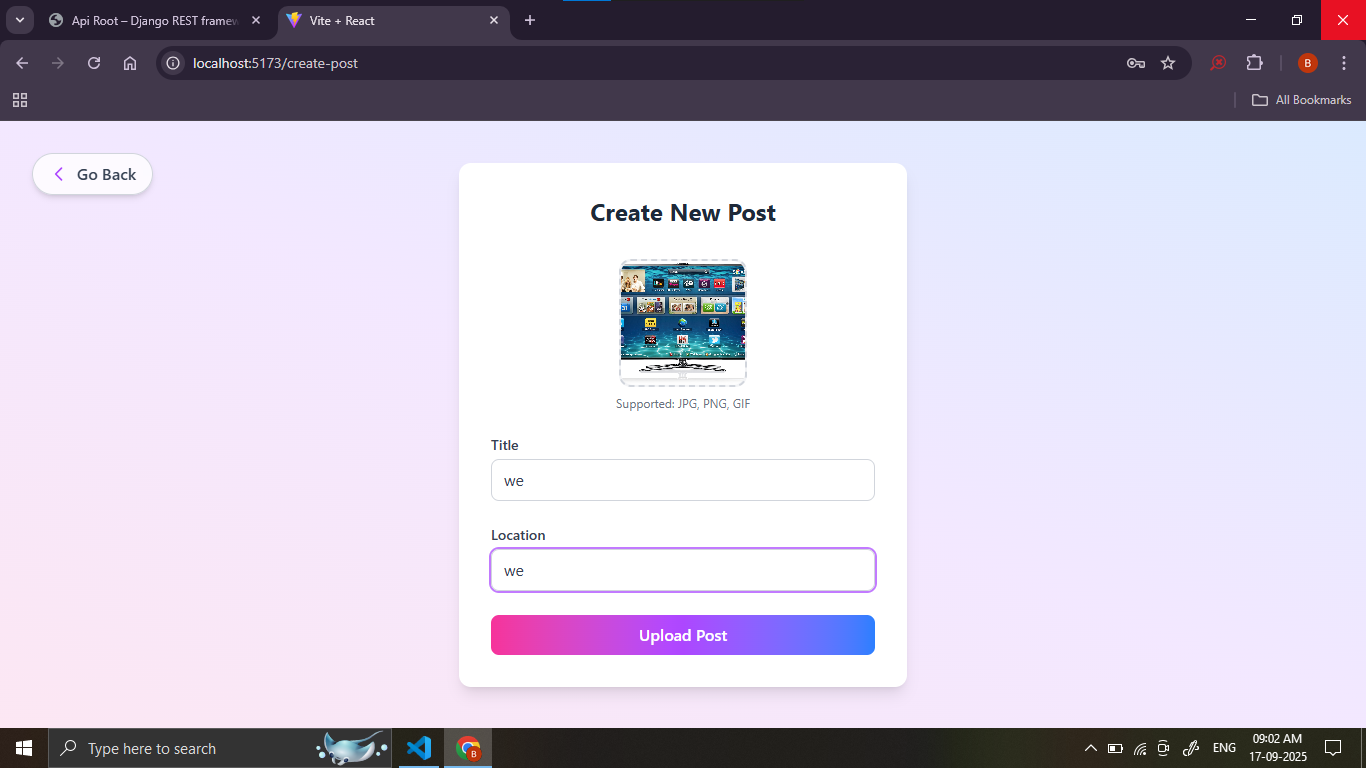 Api Root – Django REST framew
Vite + React
localhost:5173/create-post
B
All Bookmarks
Go Back
Create New Post
Supported: JPG, PNG, GIF
Title
we
Location
we
Upload Post
Type here to search
B
ENG
09:02 AM
17-09-2025